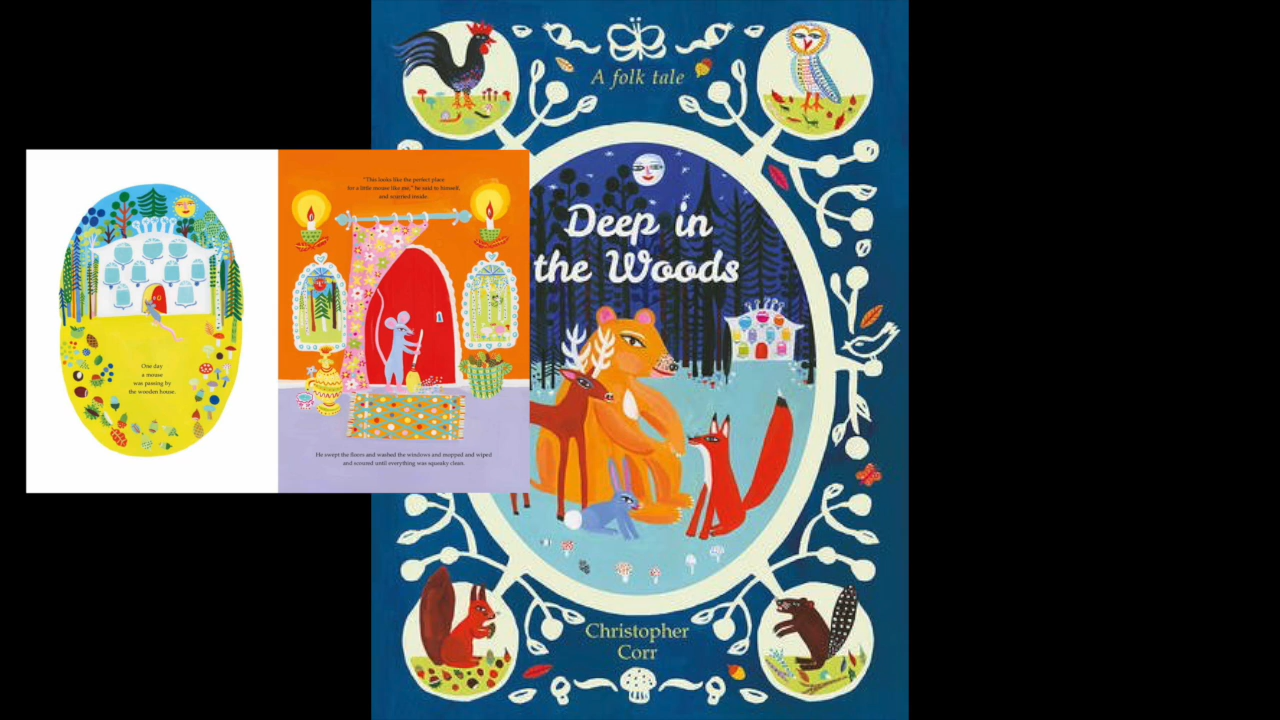 A folk tale
Deep in
the Woods
Christopher
Corr
One day
a mouse
was passing by
the wooden house.
"This looks like the perfect place
for a little mouse like me," he said to himself,
and scurried inside.
He swept the floors and washed the windows and mopped and wiped
and scoured until everything was squeaky clean.